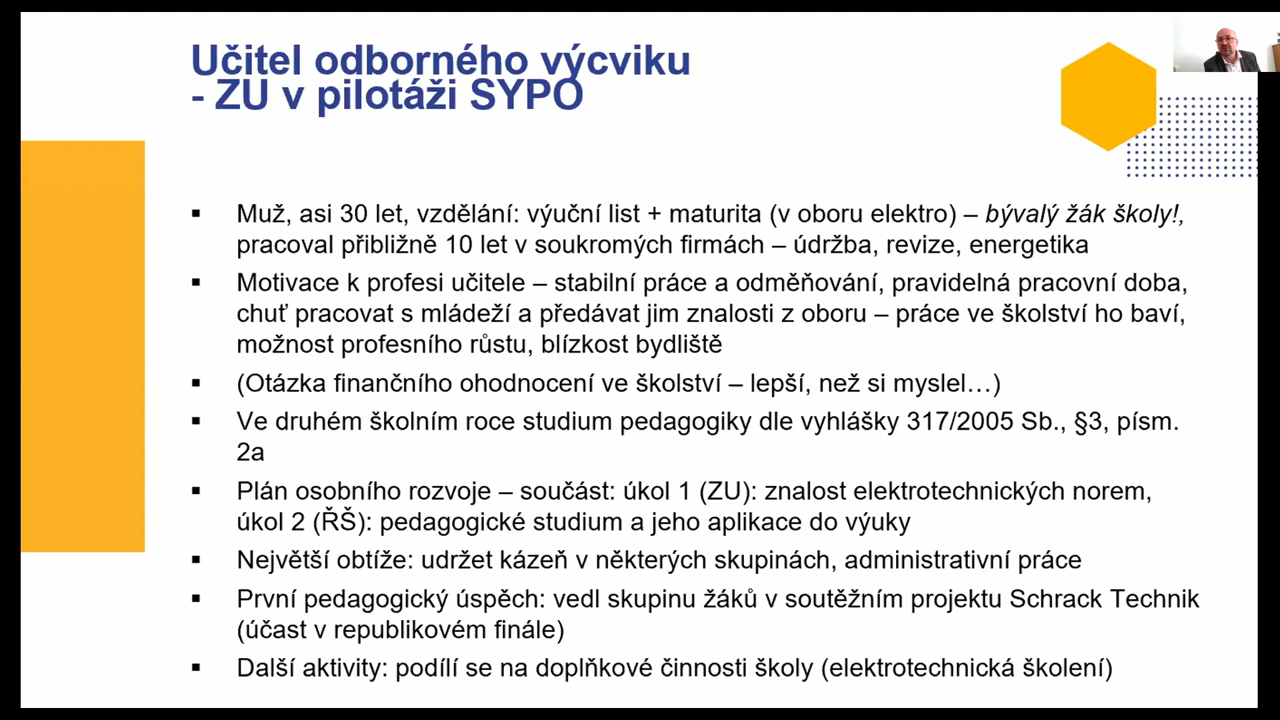 Učitel odborného výcviku
- ZU v pilotáži SYPO
▪ Muž, asi 30 let, vzdělání: výuční list + maturita (v oboru elektro) – bývalý žák školy!,
pracoval přibližně 10 let v soukromých firmách – údržba, revize, energetika
▪ Motivace k profesi učitele – stabilní práce a odměňování, pravidelná pracovní doba,
chuť pracovat s mládeží a předávat jim znalosti z oboru – práce ve školství ho baví,
možnost profesního růstu, blízkost bydliště
▪ (Otázka finančního ohodnocení ve školství – lepší, než si myslel…)
▪ Ve druhém školním roce studium pedagogiky dle vyhlášky 317/2005 Sb., §3, písm.
2a
▪ Plán osobního rozvoje – součást: úkol 1 (ZU): znalost elektrotechnických norem,
úkol 2 (ŘŠ): pedagogické studium a jeho aplikace do výuky
▪ Největší obtíže: udržet kázeň v některých skupinách, administrativní práce
▪ První pedagogický úspěch: vedl skupinu žáků v soutěžním projektu Schrack Technik
(účast v republikovém finále)
▪ Další aktivity: podílí se na doplňkové činnosti školy (elektrotechnická školení)